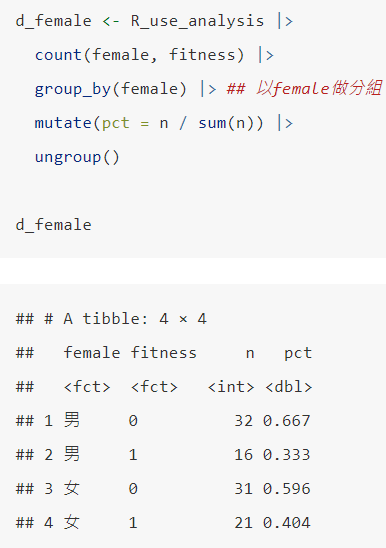 d_female <- R_use_analysis |>
  count(female, fitness) |>
  group_by(female) |> ## 以female做分組
  mutate(pct = n / sum(n)) |>
  ungroup()

d_female

## # A tibble: 4 × 4
##   female fitness     n   pct
##   <fct>  <fct>   <int> <dbl>
## 1 男     0          32 0.667
## 2 男     1          16 0.333
## 3 女     0          31 0.596
## 4 女     1          21 0.404